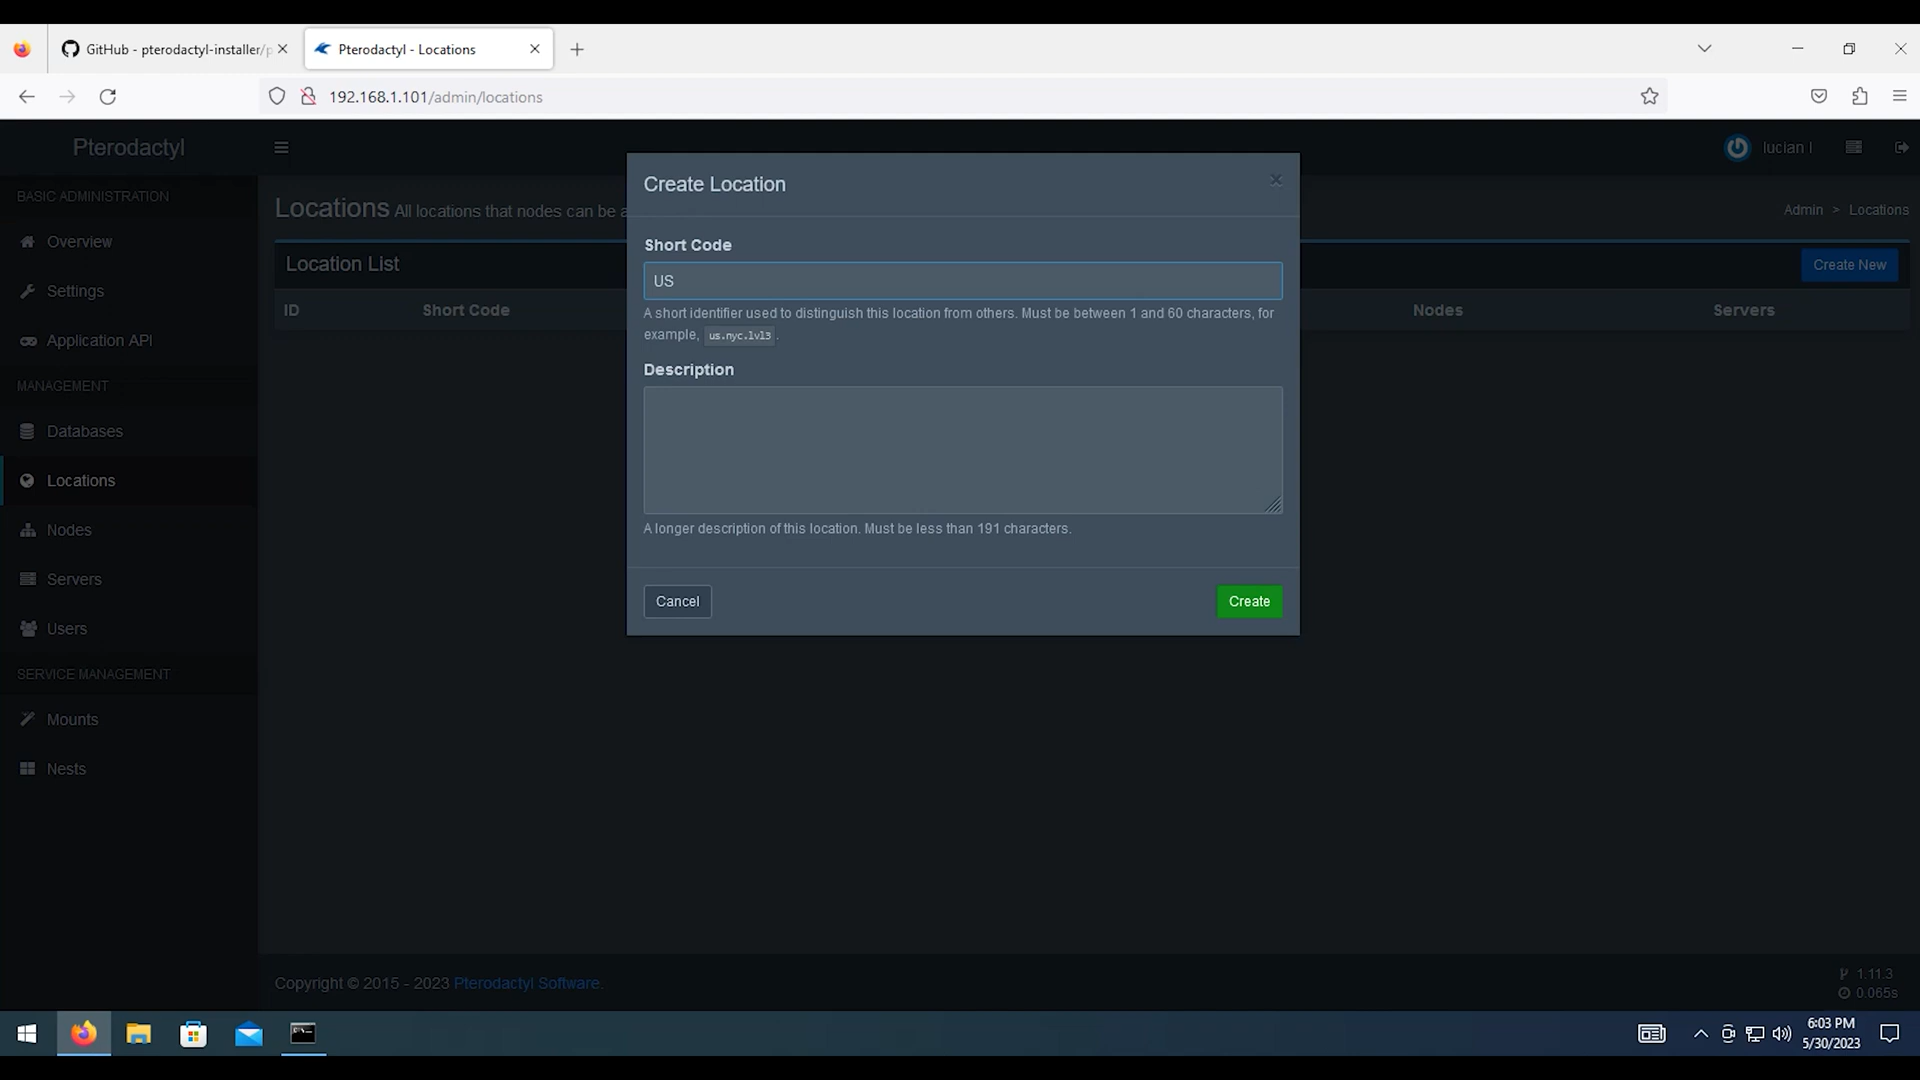 GitHub - pterodactyl-installer/p
Pterodactyl - Locations
192.168.1.101/admin/locations
Pterodactyl
lucian l
BASIC ADMINISTRATION
Overview
Settings
Application API
MANAGEMENT
Databases
Locations
Nodes
Servers
Users
SERVICE MANAGEMENT
Mounts
Nests
Locations All locations that nodes can be a
Admin > Locations
Location List
Create New
ID Short Code Nodes Servers
Create Location
×
Short Code
US
A short identifier used to distinguish this location from others. Must be between 1 and 60 characters, for
example, us.nyc.lvl3 .
Description
A longer description of this location. Must be less than 191 characters.
Cancel
Create
Copyright © 2015 - 2023 Pterodactyl Software.
1.11.3
0.065s
6:03 PM
5/30/2023